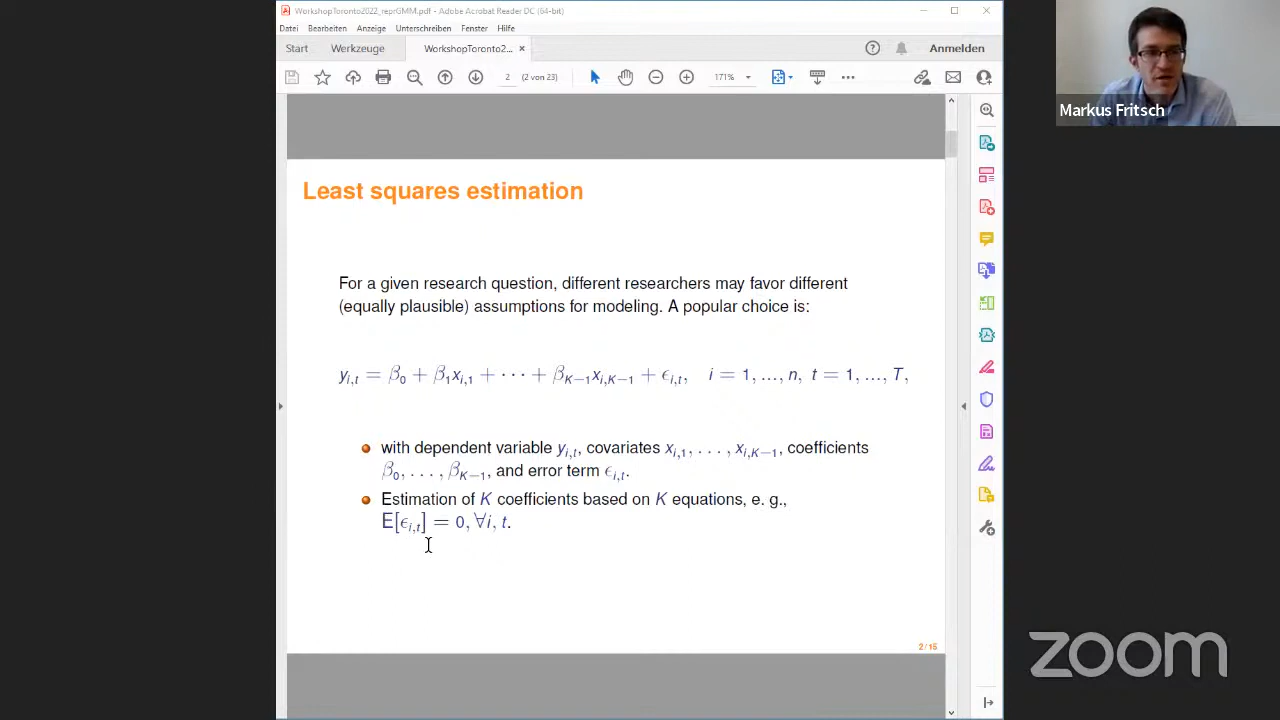 WorkshopToronto2022_reprGMM.pdf - Adobe Acrobat Reader DC (64-bit)
Datei Bearbeiten Anzeige Unterschreiben Fenster Hilfe
Start Werkzeuge WorkshopToronto2... × Anmelden
2 (2 von 23) 171%
Markus Fritsch
Least squares estimation
For a given research question, different researchers may favor different
(equally plausible) assumptions for modeling. A popular choice is:
y_{i,t} = β_0 + β_1x_{i,1} + ··· + β_{K−1}x_{i,K−1} + ϵ_{i,t}, i = 1, ..., n, t = 1, ..., T,
with dependent variable y_{i,t}, covariates x_{i,1}, . . . , x_{i,K−1}, coefficients
β_0, . . . , β_{K−1}, and error term ϵ_{i,t}.
Estimation of K coefficients based on K equations, e. g.,
E[ϵ_{i,t}] = 0, ∀i, t.
2/15
zoom